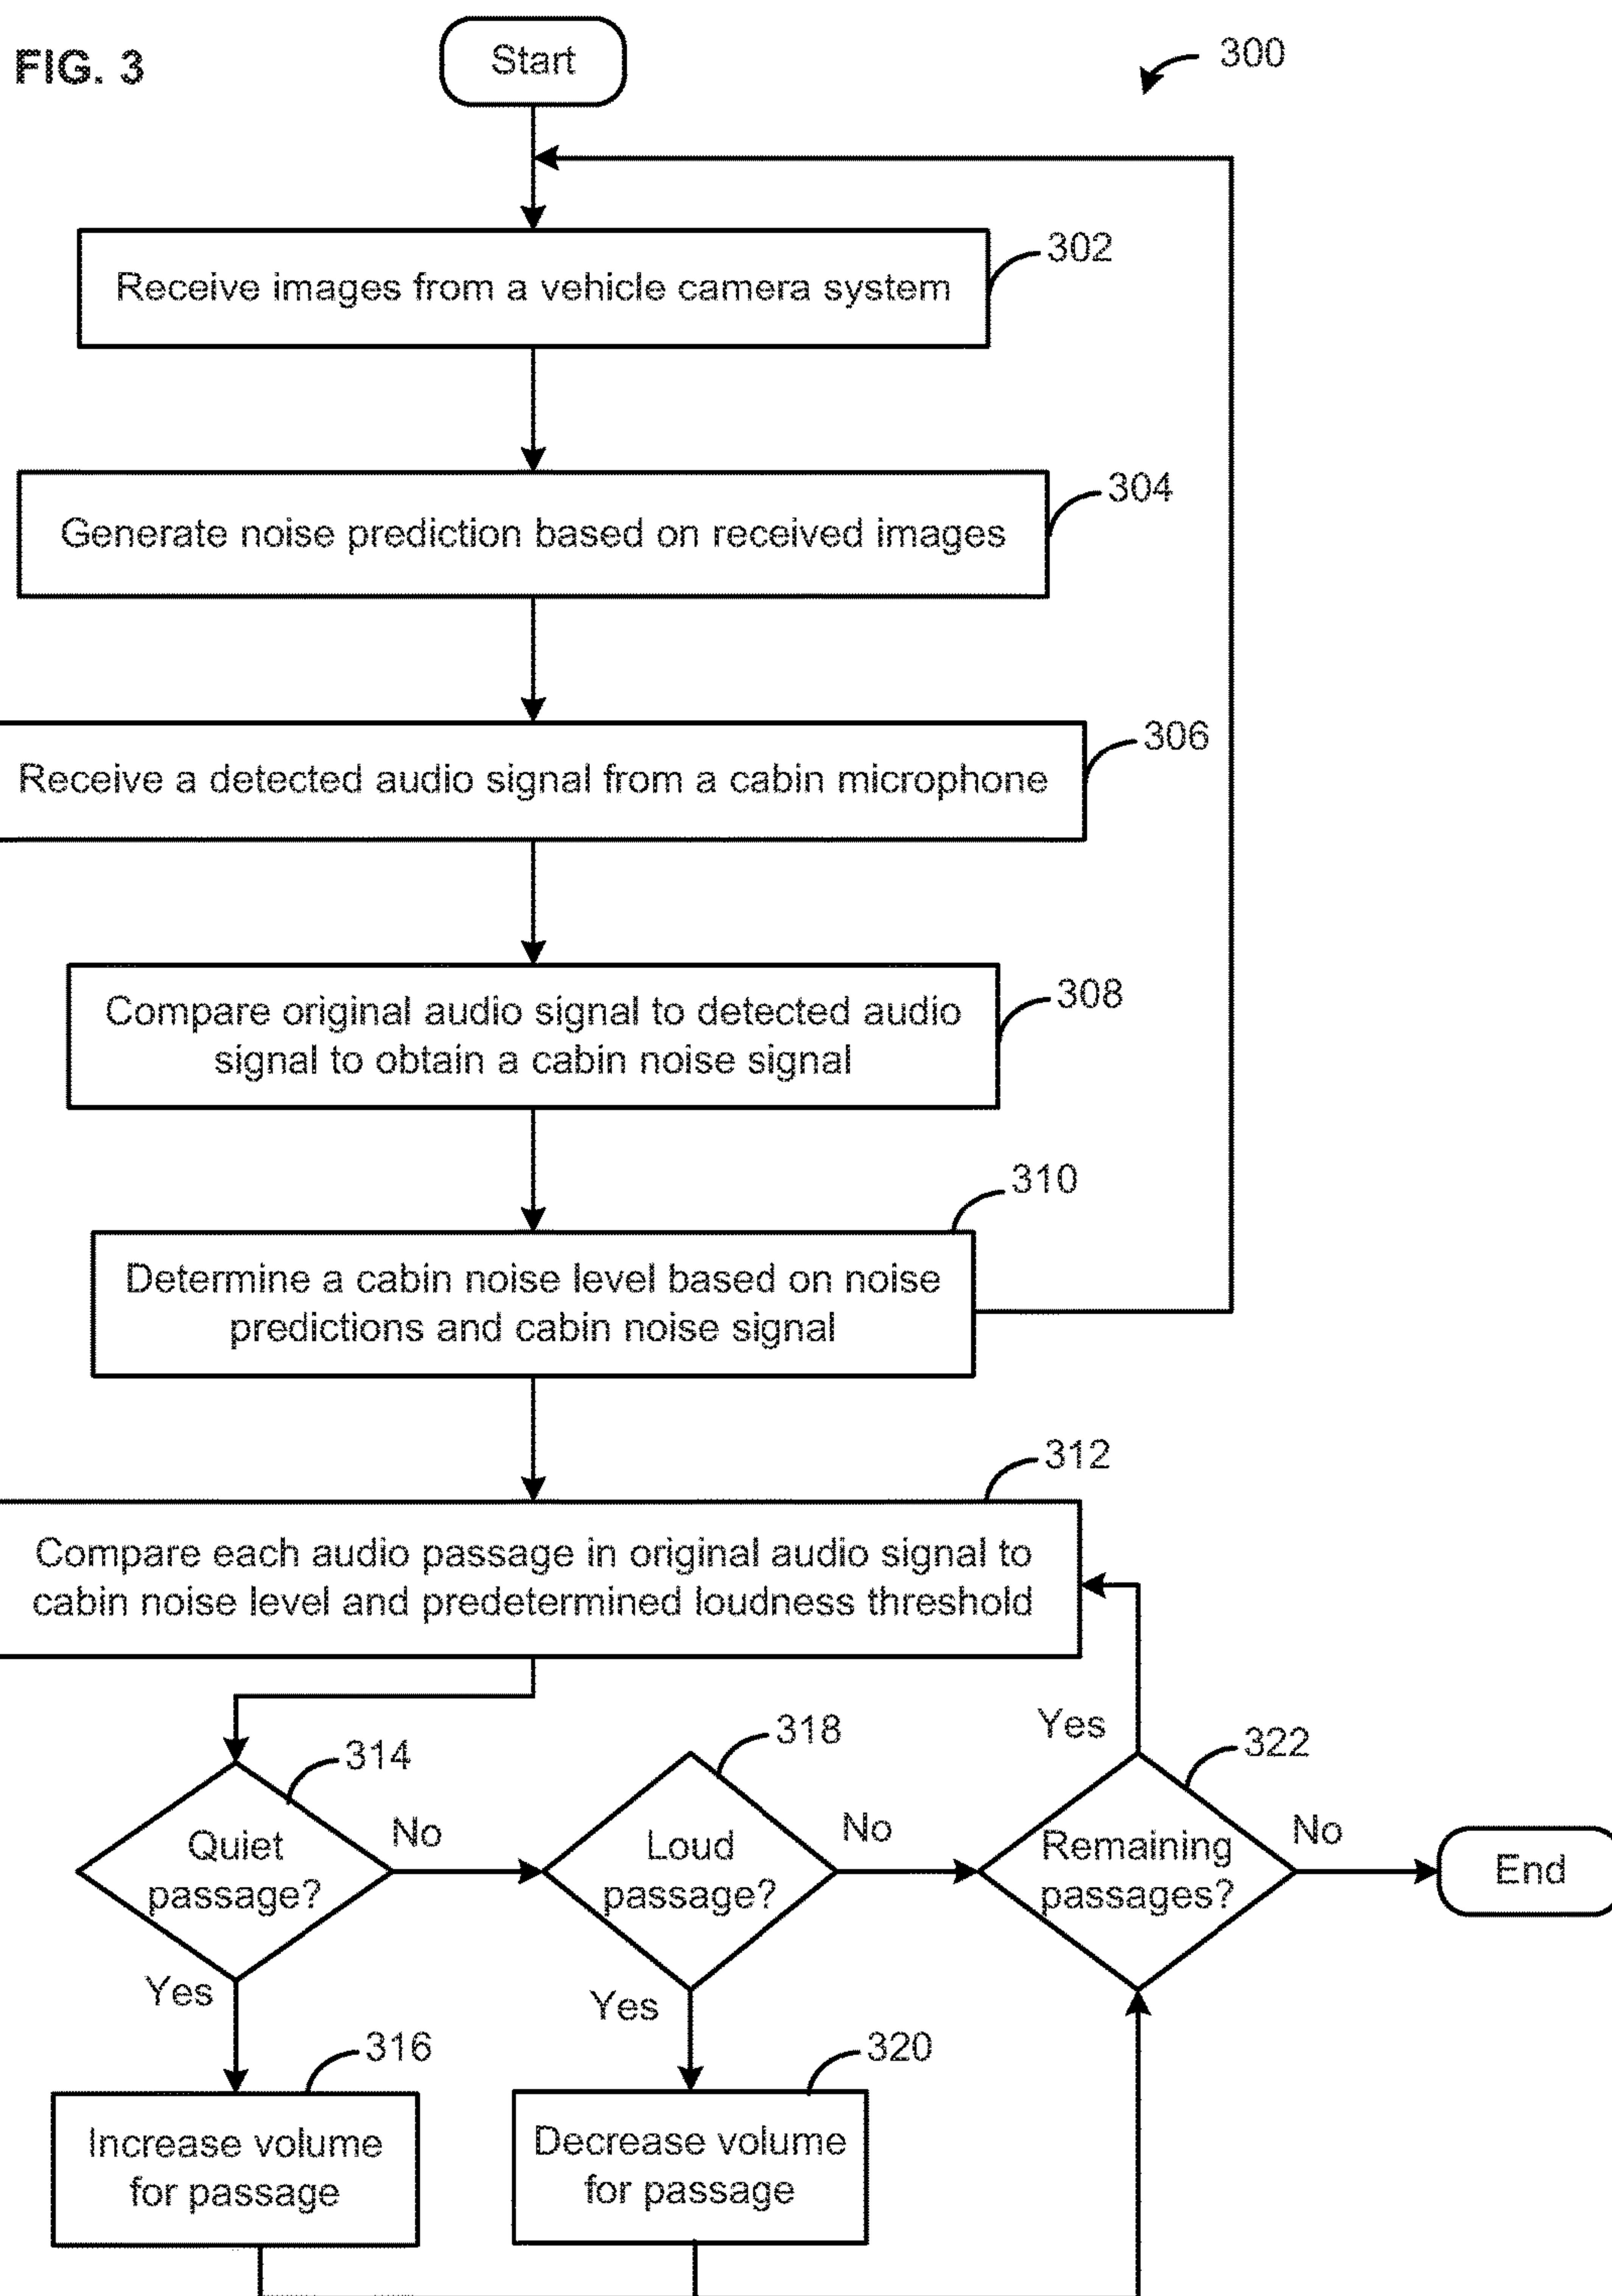 FIG. 3
Start
300
302
Receive images from a vehicle camera system
304
Generate noise prediction based on received images
306
Receive a detected audio signal from a cabin microphone
308
Compare original audio signal to detected audio
signal to obtain a cabin noise signal
310
Determine a cabin noise level based on noise
predictions and cabin noise signal
312
Compare each audio passage in original audio signal to
cabin noise level and predetermined loudness threshold
314
Quiet
passage?
No
Yes
318
Loud
passage?
No
Yes
322
Remaining
passages?
Yes
No
End
316
Increase volume
for passage
320
Decrease volume
for passage